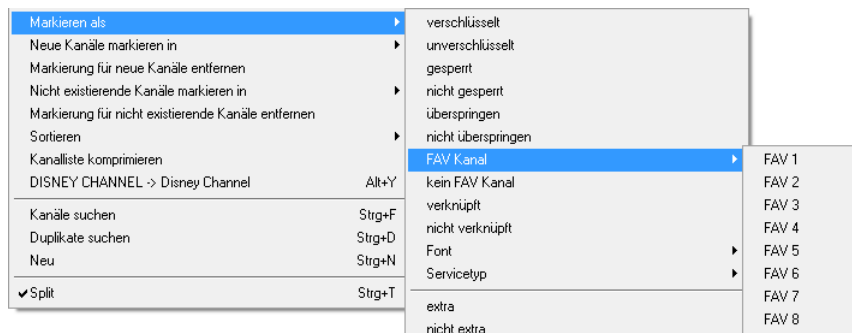 Markieren als
Neue Kanäle markieren in
Markierung für neue Kanäle entfernen
Nicht existierende Kanäle markieren in
Markierung für nicht existierende Kanäle entfernen
Sortieren
Kanalliste komprimieren
DISNEY CHANNEL -> Disney Channel Alt+Y
Kanäle suchen Strg+F
Duplikate suchen Strg+D
Neu Strg+N
Split Strg+T
verschlüsselt
unverschlüsselt
gesperrt
nicht gesperrt
überspringen
nicht überspringen
FAV Kanal
kein FAV Kanal
verknüpft
nicht verknüpft
Font
Servicetyp
extra
nicht extra
FAV 1
FAV 2
FAV 3
FAV 4
FAV 5
FAV 6
FAV 7
FAV 8